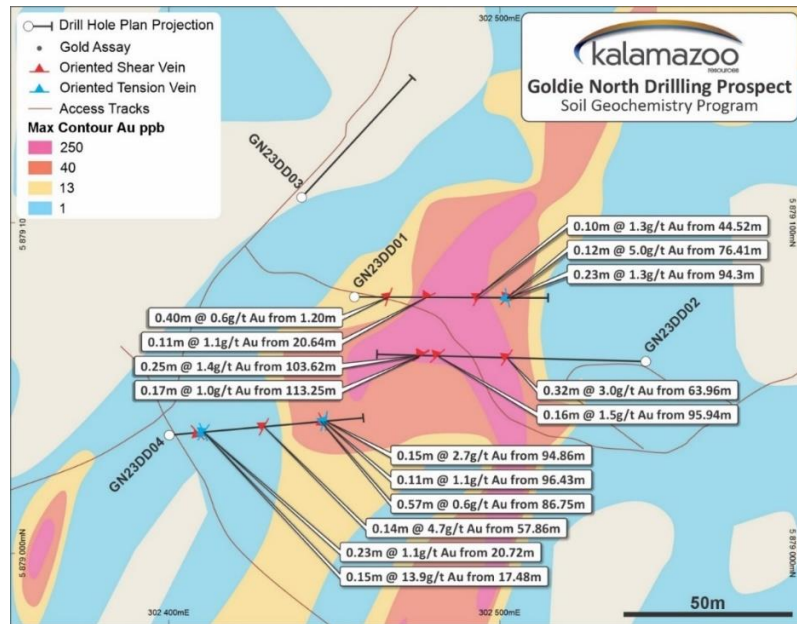 302 500mE
Drill Hole Plan Projection
Gold Assay
Oriented Shear Vein
Oriented Tension Vein
Access Tracks
Max Contour Au ppb
250
40
13
1
kalamazoo
resources
Goldie North Drillling Prospect
Soil Geochemistry Program
GN23DD03
5 879 10
5 879 100mN
GN23DD01
GN23DD02
0.10m @ 1.3g/t Au from 44.52m
0.12m @ 5.0g/t Au from 76.41m
0.23m @ 1.3g/t Au from 94.3m
0.40m @ 0.6g/t Au from 1.20m
0.11m @ 1.1g/t Au from 20.64m
0.25m @ 1.4g/t Au from 103.62m
0.17m @ 1.0g/t Au from 113.25m
0.32m @ 3.0g/t Au from 63.96m
0.16m @ 1.5g/t Au from 95.94m
GN23DD04
0.15m @ 2.7g/t Au from 94.86m
0.11m @ 1.1g/t Au from 96.43m
0.57m @ 0.6g/t Au from 86.75m
0.14m @ 4.7g/t Au from 57.86m
0.23m @ 1.1g/t Au from 20.72m
0.15m @ 13.9g/t Au from 17.48m
5 879 000mN
5 879 000mN
302 400mE
302 500mE
50m